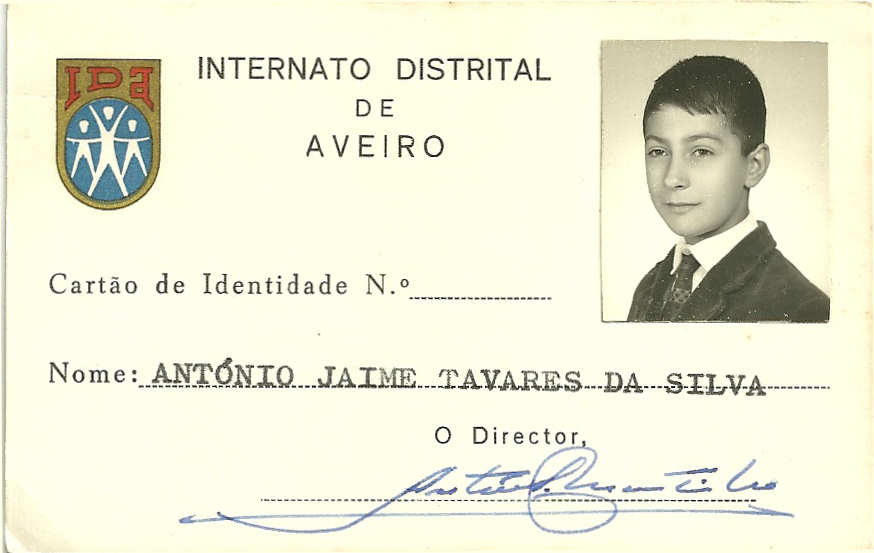 IDA
INTERNATO DISTRITAL
DE
AVEIRO
Cartão de Identidade N.º
Nome: ANTÓNIO JAIME TAVARES DA SILVA
O Director,